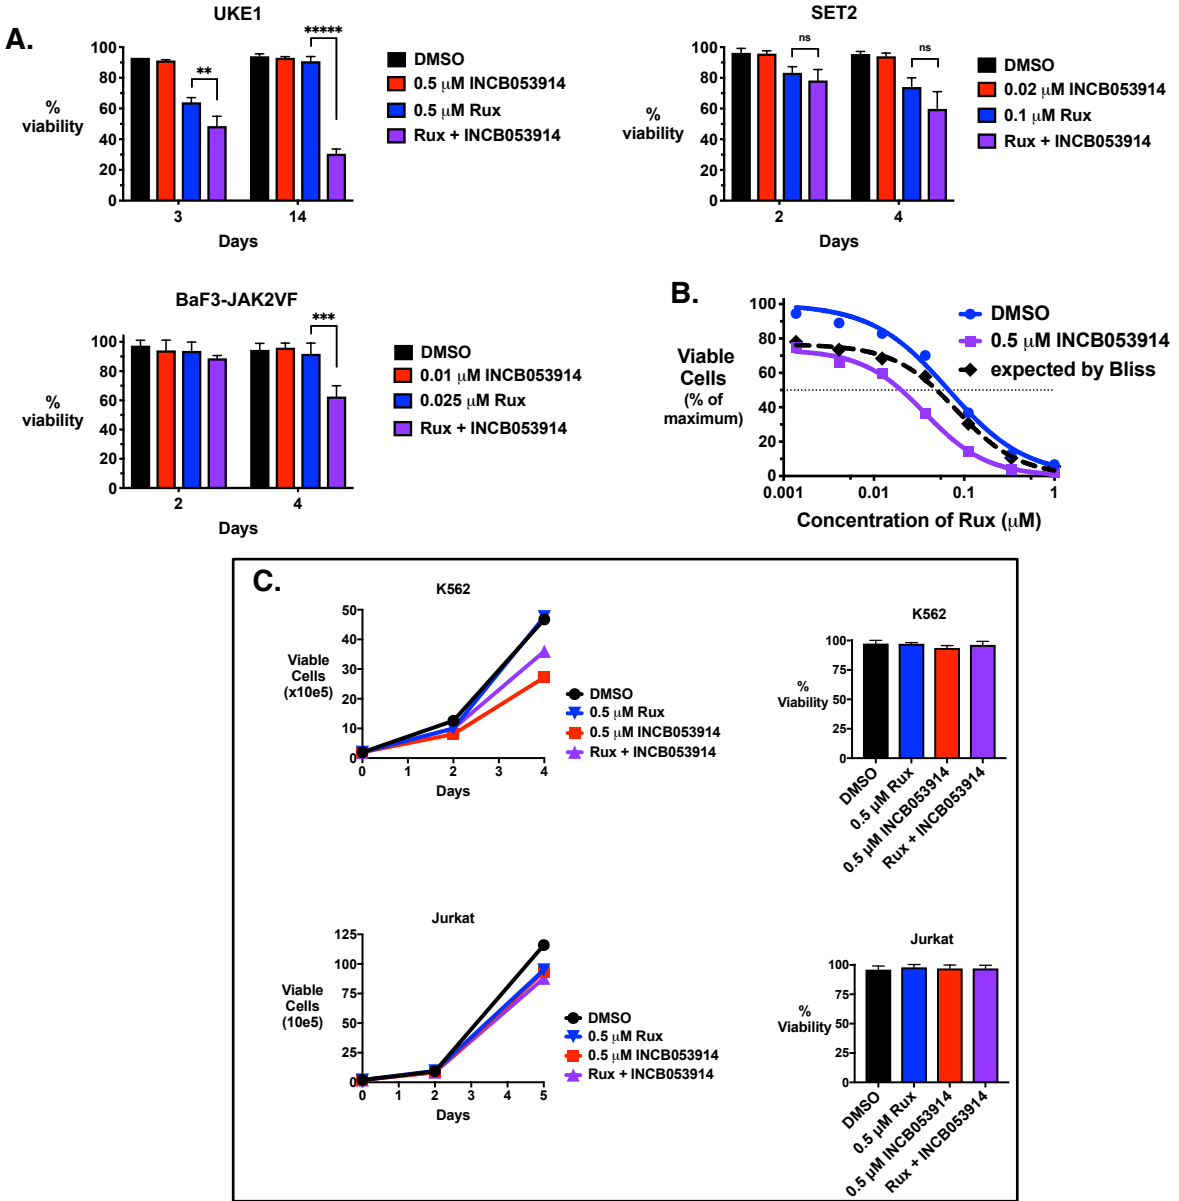 A.
UKE1
*****
**
100
80
60
40
20
0
%
viability
3
14
Days
DMSO
0.5 μM INCB053914
0.5 μM Rux
Rux + INCB053914
SET2
ns
ns
100
80
60
40
20
0
%
viability
2
4
Days
DMSO
0.02 μM INCB053914
0.1 μM Rux
Rux + INCB053914
BaF3-JAK2VF
***
100
80
60
40
20
0
%
viability
2
4
Days
DMSO
0.01 μM INCB053914
0.025 μM Rux
Rux + INCB053914
B.
100
80
60
40
20
0
Viable
Cells
(% of
maximum)
0.001
0.01
0.1
1
Concentration of Rux (μM)
DMSO
0.5 μM INCB053914
expected by Bliss
C.
K562
50
40
30
20
10
0
Viable
Cells
(x10e5)
0 1 2 3 4
Days
DMSO
0.5 μM Rux
0.5 μM INCB053914
Rux + INCB053914
K562
100
75
50
25
0
%
Viability
DMSO
0.5 μM Rux
0.5 μM INCB053914
Rux + INCB053914
Jurkat
125
100
75
50
25
0
Viable
Cells
(10e5)
0 1 2 3 4 5
Days
DMSO
0.5 μM Rux
0.5 μM INCB053914
Rux + INCB053914
Jurkat
100
75
50
25
0
%
Viability
DMSO
0.5 μM Rux
0.5 μM INCB053914
Rux + INCB053914